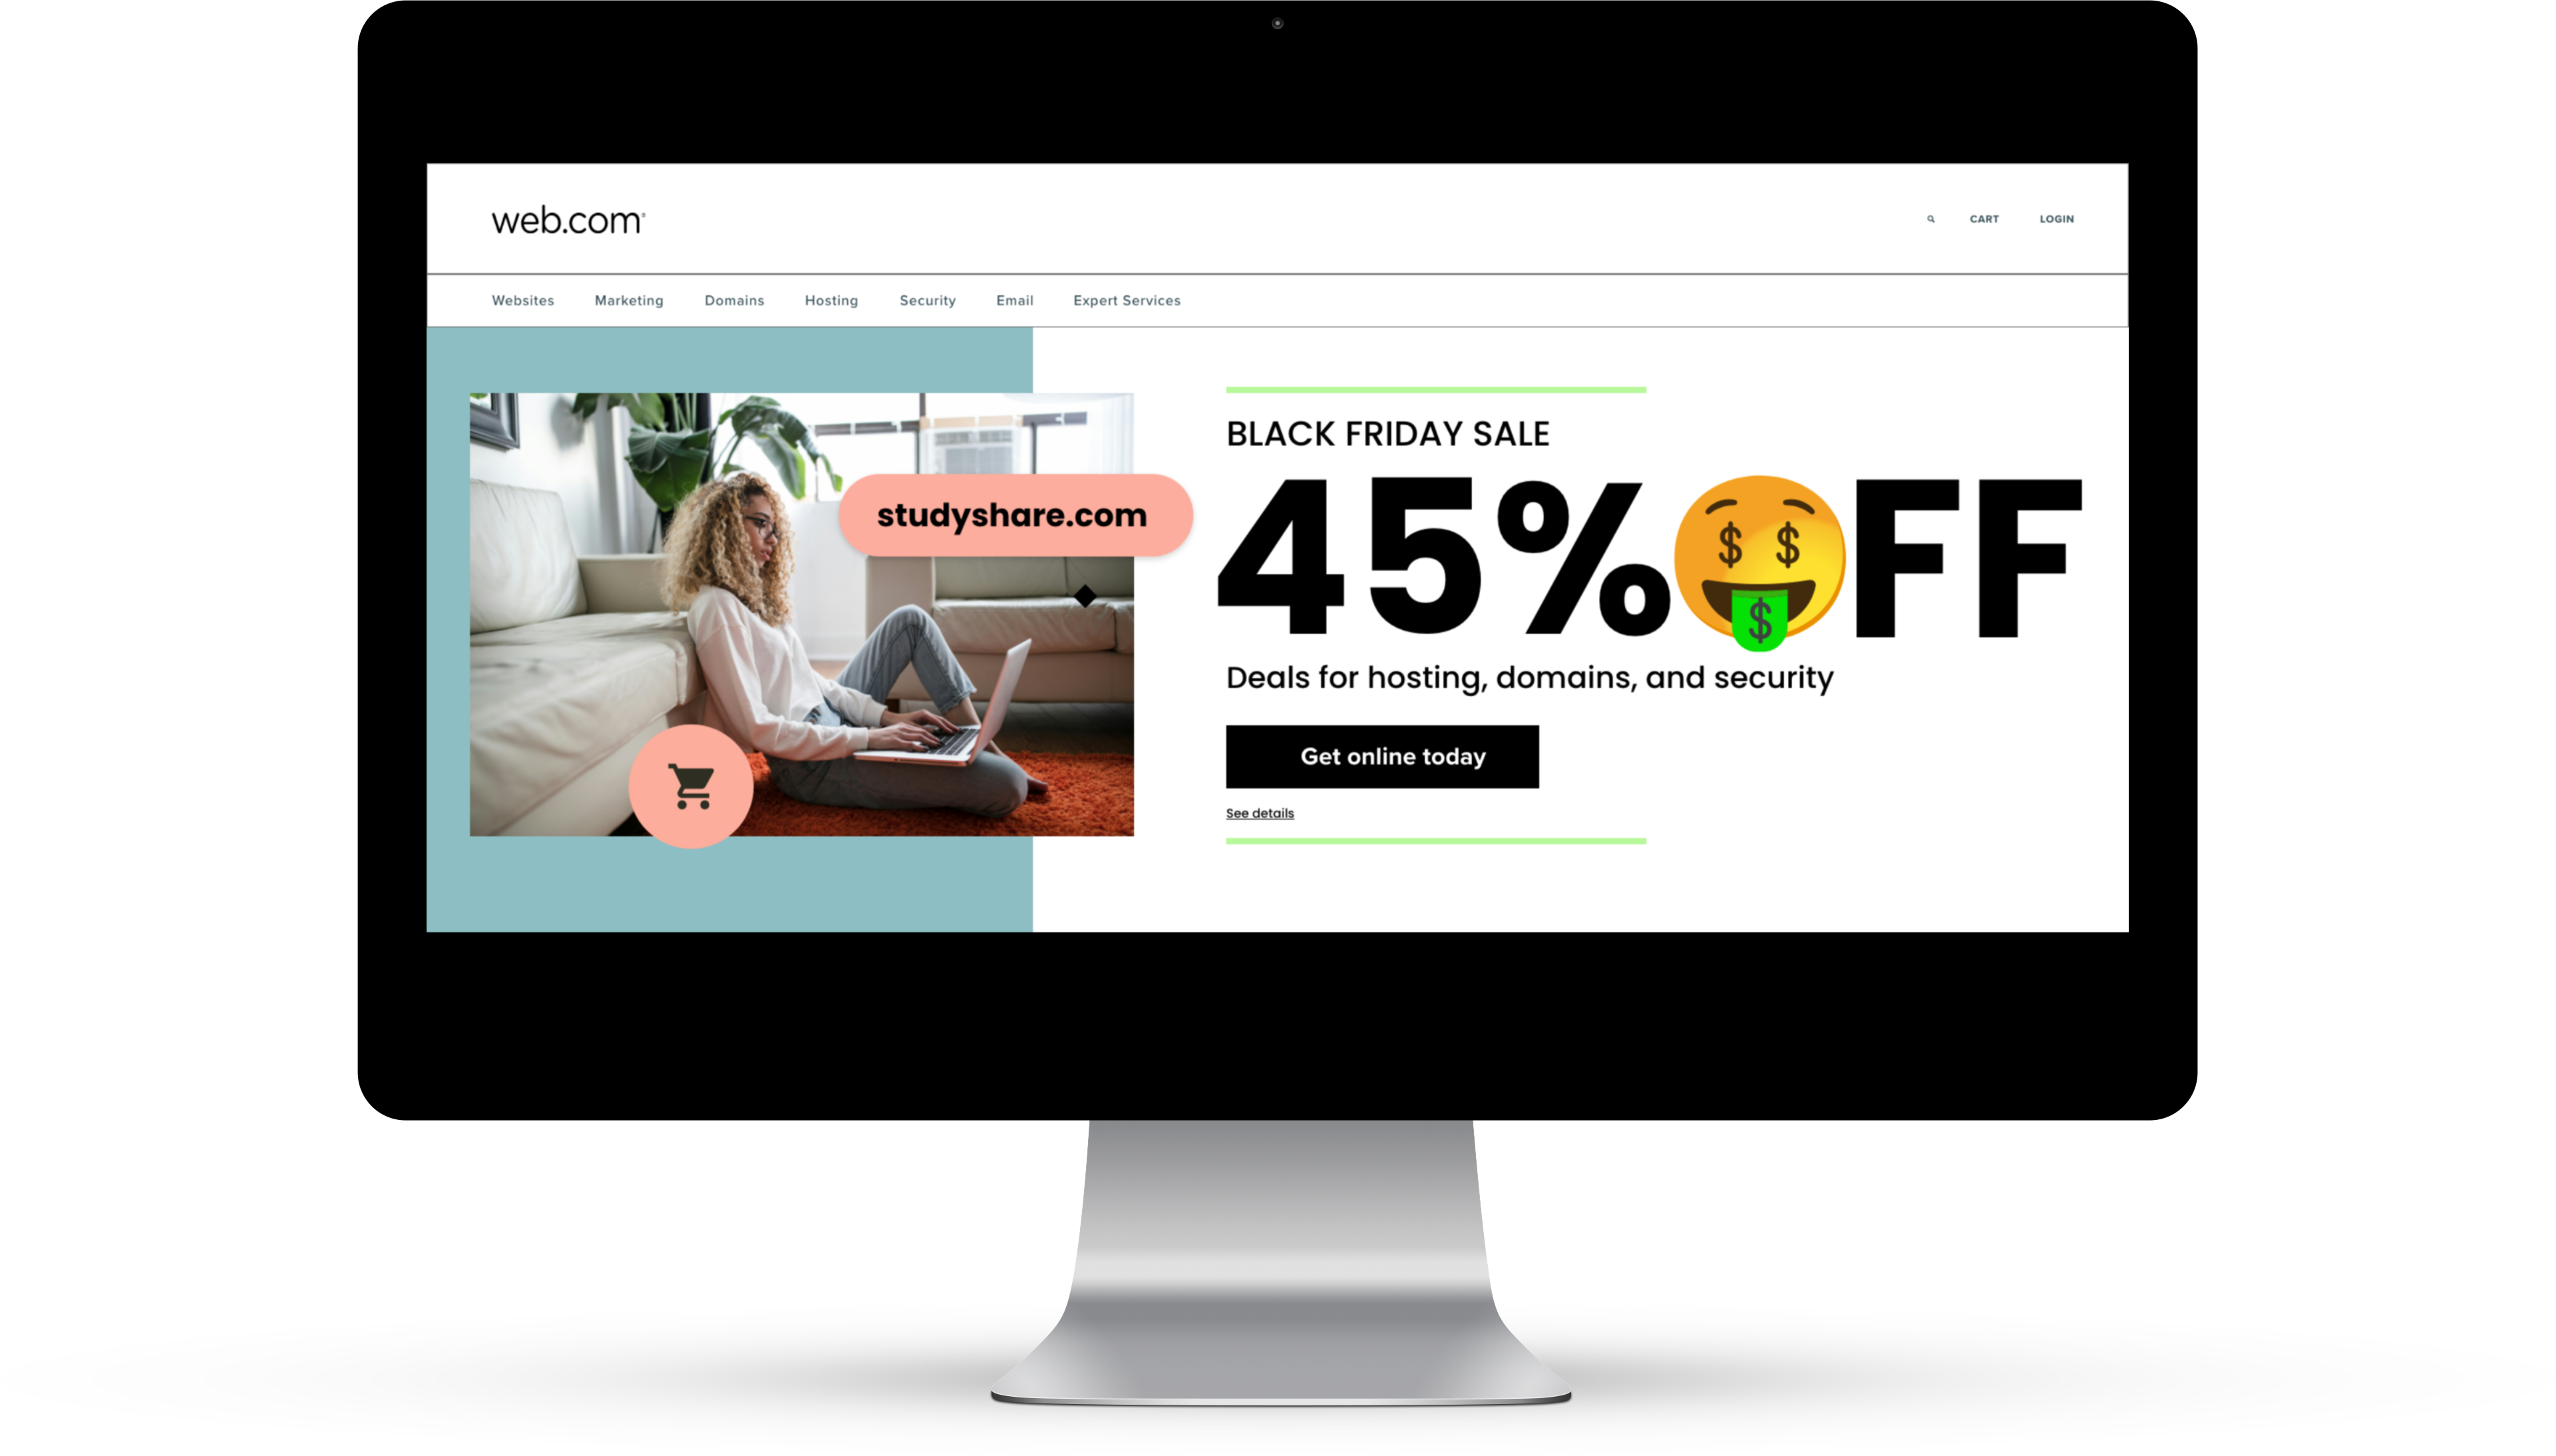 web.com
CART LOGIN
Websites Marketing Domains Hosting Security Email Expert Services
studyshare.com
BLACK FRIDAY SALE
45%🤑FF
Deals for hosting, domains, and security
Get online today
See details